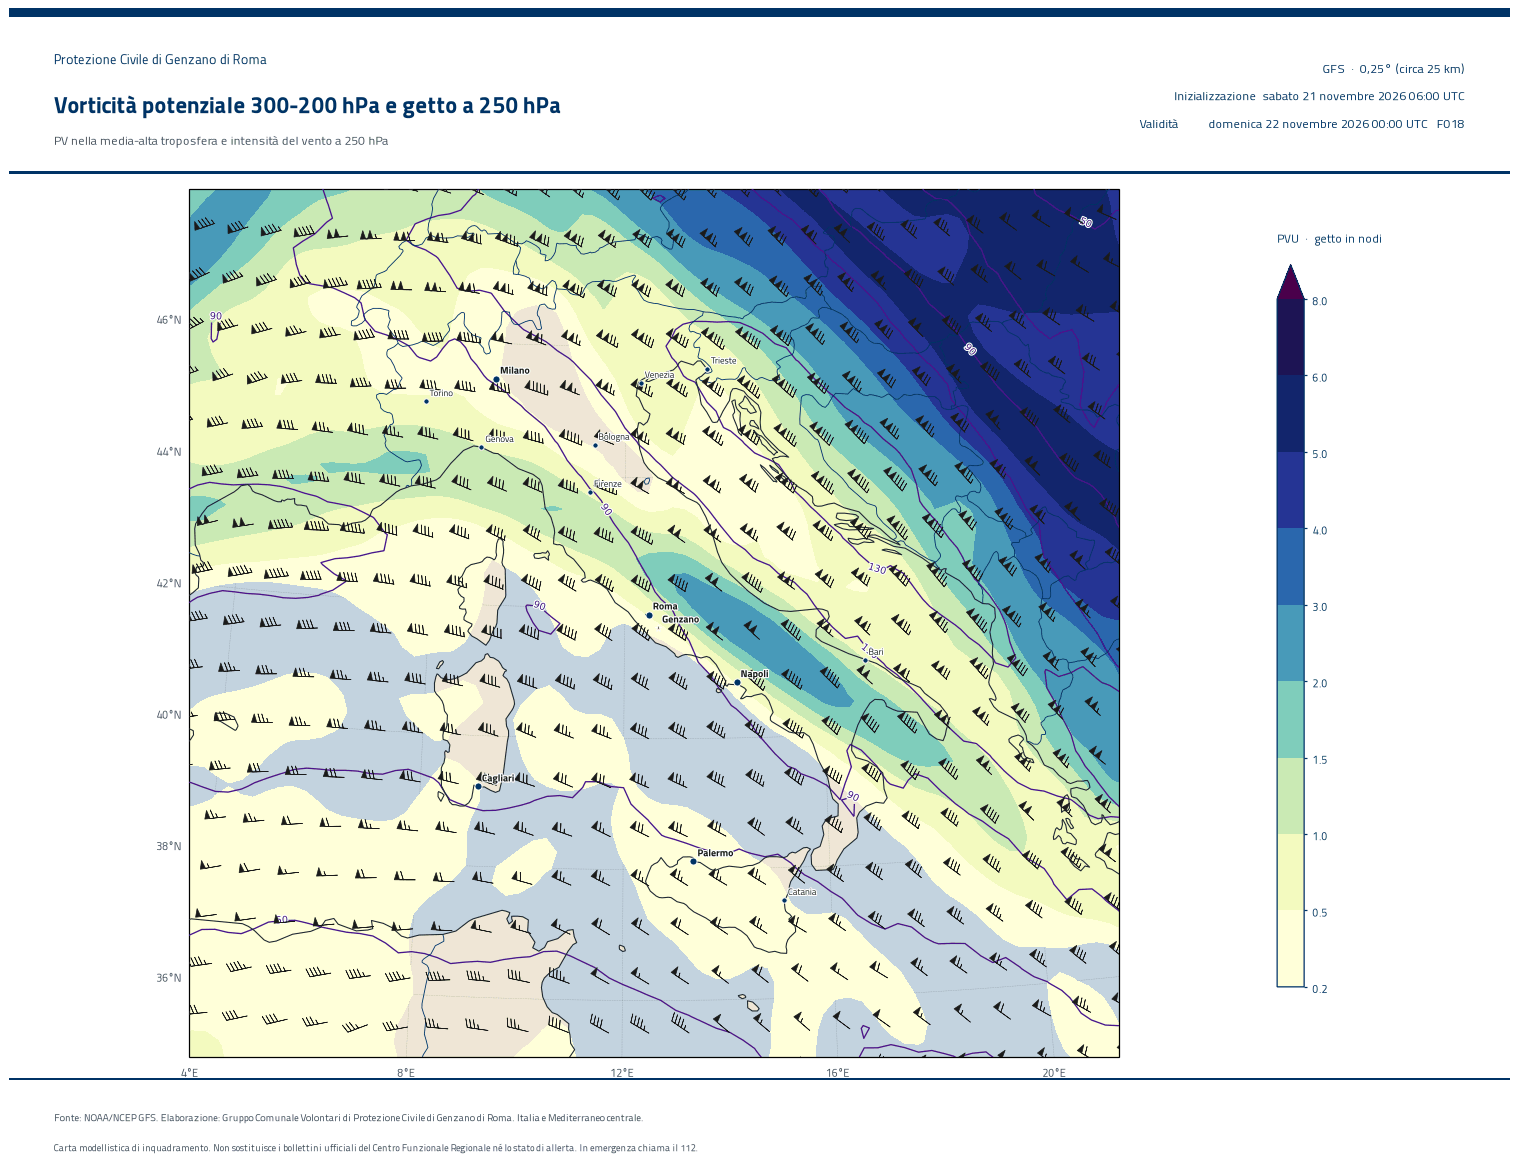 Protezione Civile di Genzano di Roma
Vorticità potenziale 300-200 hPa e getto a 250 hPa
PV nella media-alta troposfera e intensità del vento a 250 hPa
GFS · 0,25° (circa 25 km)
Inizializzazione sabato 21 novembre 2026 06:00 UTC
Validità domenica 22 novembre 2026 00:00 UTC F018
PVU · getto in nodi
8.0
6.0
5.0
4.0
3.0
2.0
1.5
1.0
0.5
0.2
50
90
90
46°N
Trieste
Milano
Venezia
Torino
44°N
Genova
Bologna
Firenze
90
130
42°N
90
Roma
Genzano
Bari
Napoli
40°N
Cagliari
90
38°N
Palermo
Catania
50
36°N
4°E
8°E
12°E
16°E
20°E
Fonte: NOAA/NCEP GFS. Elaborazione: Gruppo Comunale Volontari di Protezione Civile di Genzano di Roma. Italia e Mediterraneo centrale.
Carta modellistica di inquadramento. Non sostituisce i bollettini ufficiali del Centro Funzionale Regionale né lo stato di allerta. In emergenza chiama il 112.